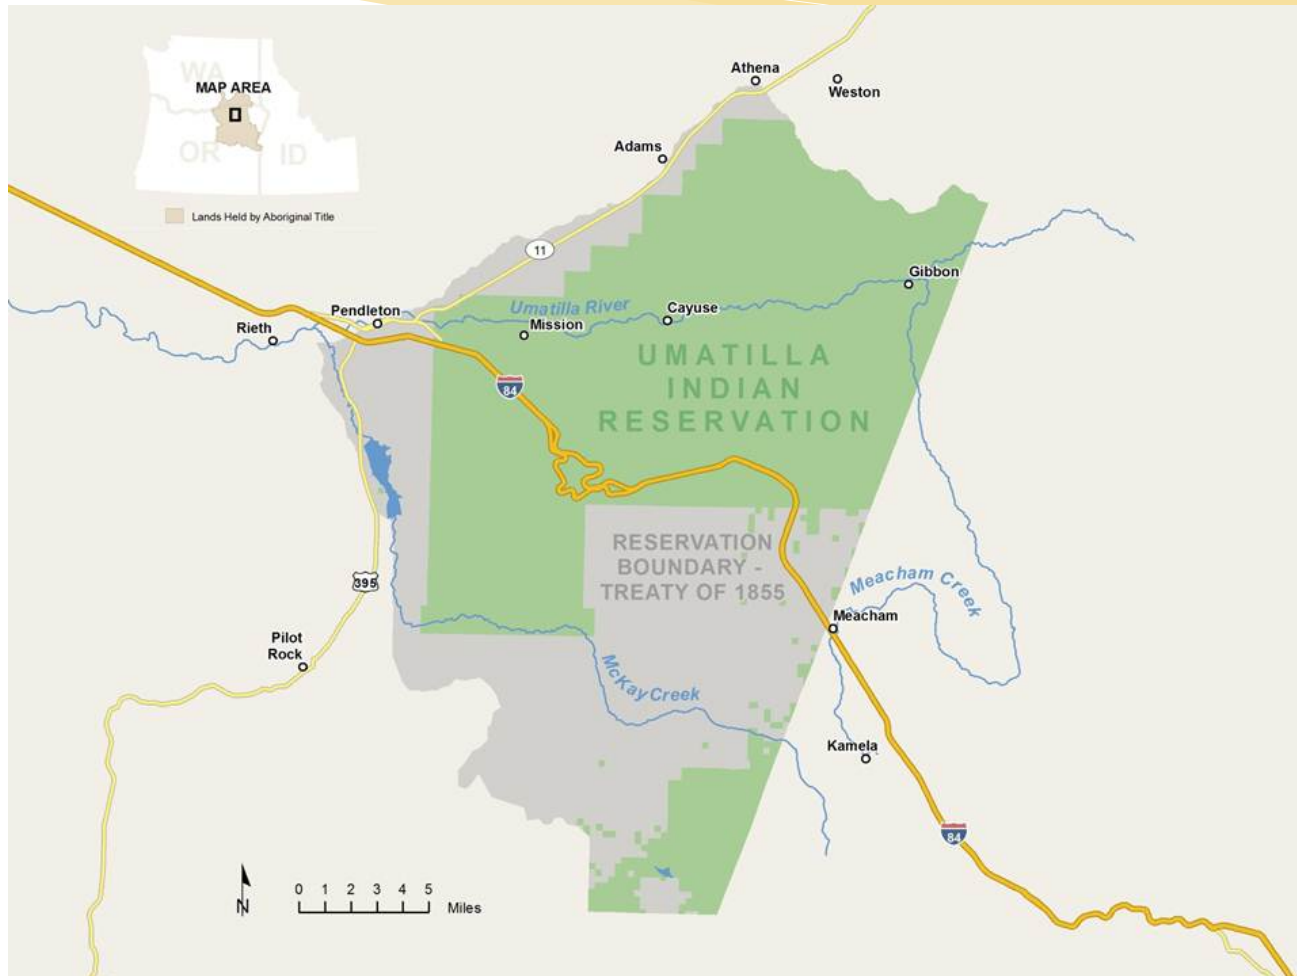 WA
MAP AREA
OR
ID
Lands Held by Aboriginal Title
Athena
Weston
Adams
11
Gibbon
Pendleton
Umatilla River
Cayuse
Rieth
Mission
UMATILLA
INDIAN
RESERVATION
84
RESERVATION
BOUNDARY -
TREATY OF 1855
395
Meacham Creek
Meacham
Pilot
Rock
McKay Creek
Kamela
84
N
0 1 2 3 4 5
Miles